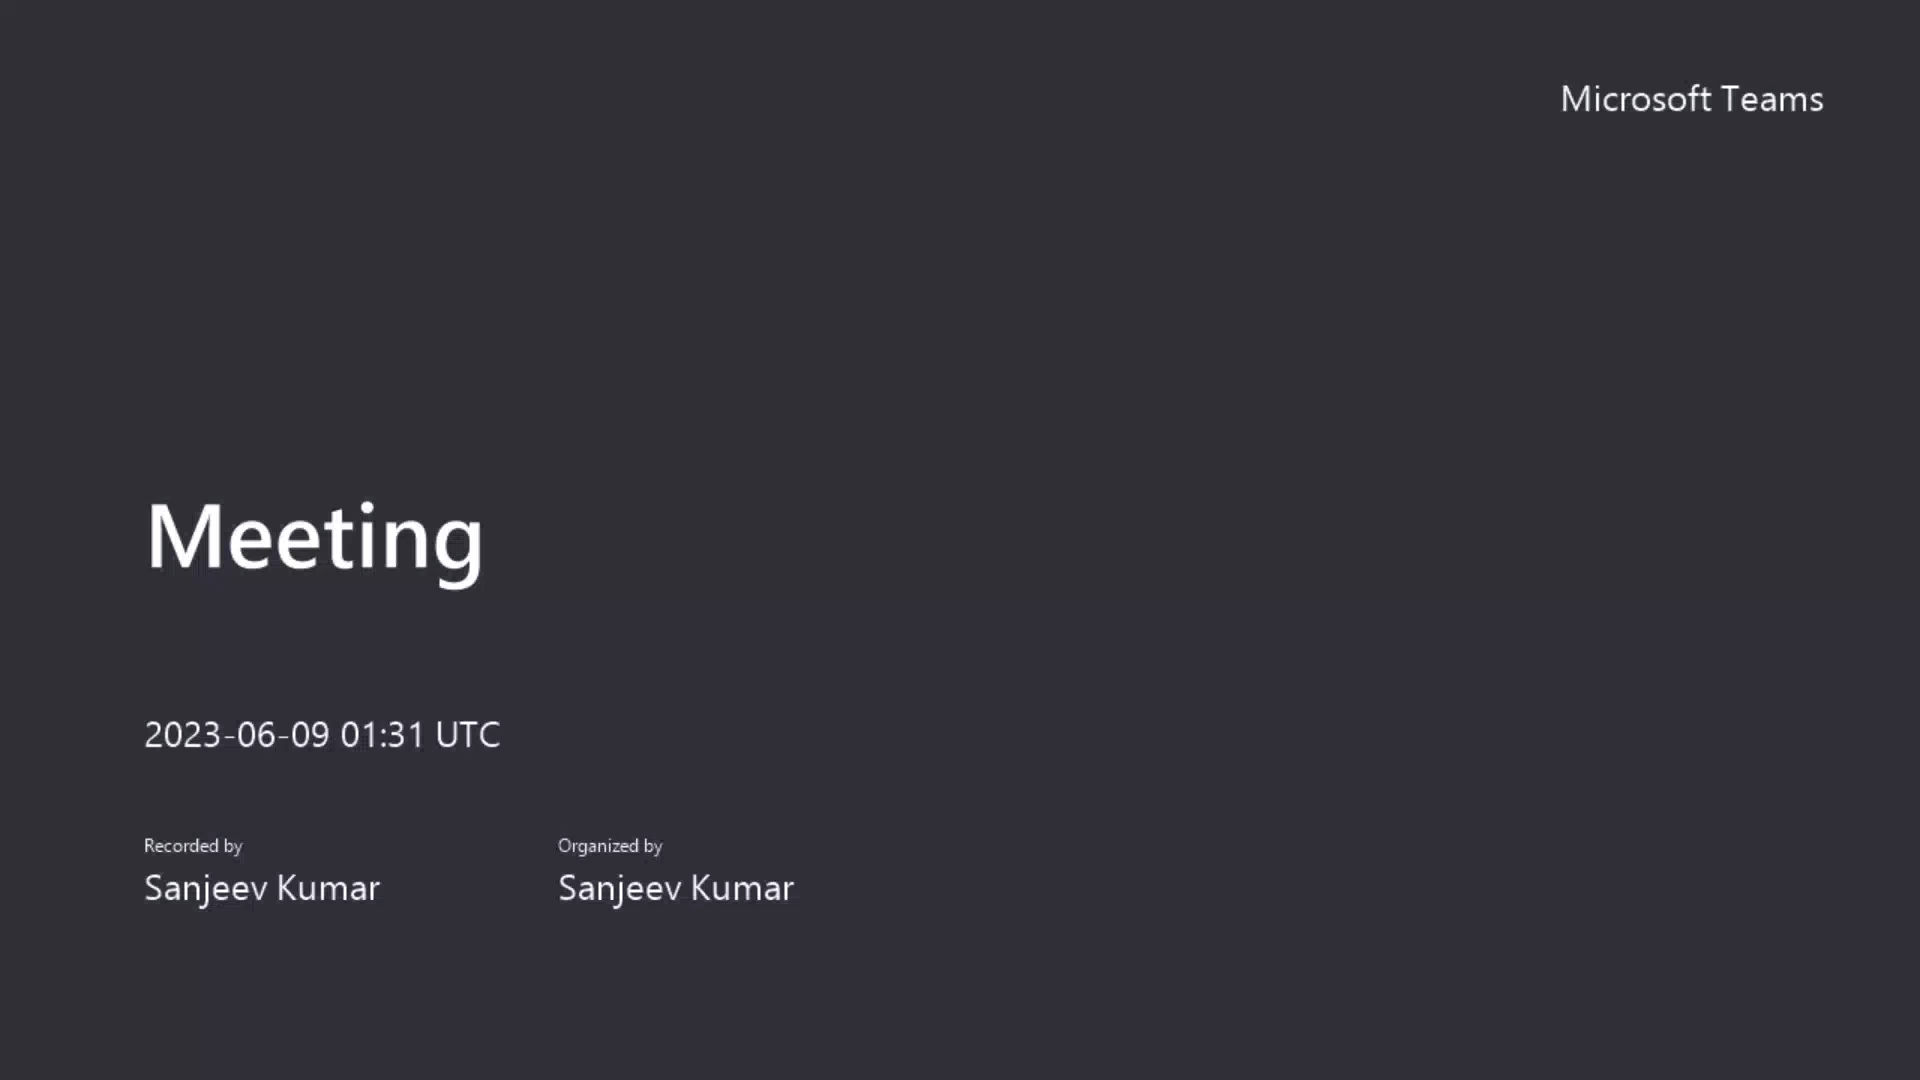 Microsoft Teams
Meeting
2023-06-09 01:31 UTC
Recorded by
Sanjeev Kumar
Organized by
Sanjeev Kumar